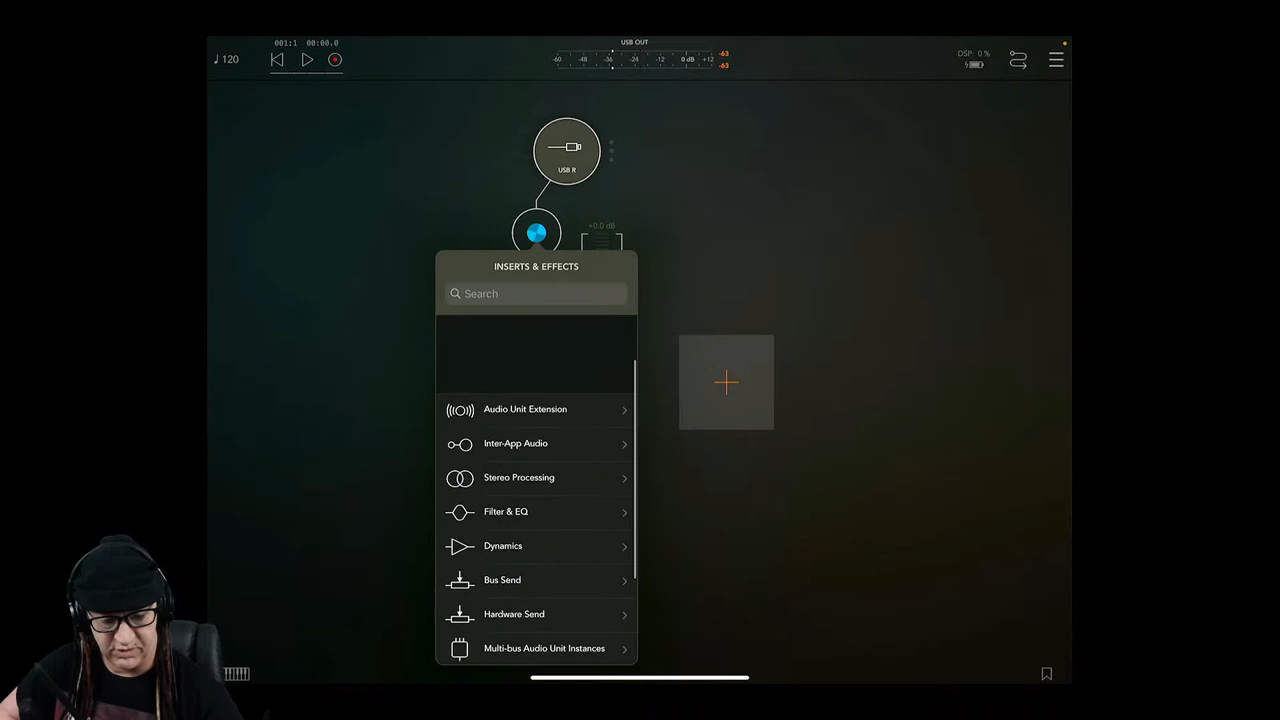 USB OUT
001:1 00:00.0
120
-60 -48 -36 -24 -12 0 dB +12
-63
-63
DSP: 0 %
USB R
+0.0 dB
INSERTS & EFFECTS
Search
Audio Unit Extension
Inter-App Audio
Stereo Processing
Filter & EQ
Dynamics
Bus Send
Hardware Send
Multi-bus Audio Unit Instances